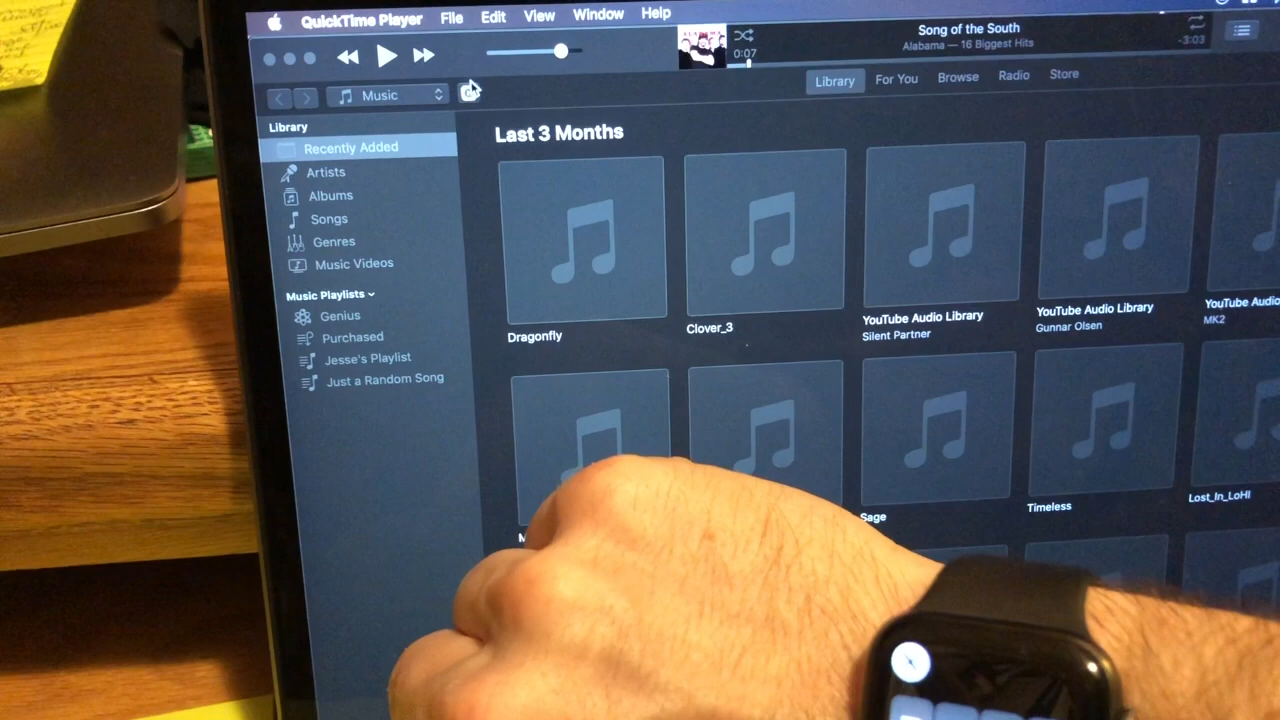 QuickTime Player File Edit View Window Help
Song of the South
Alabama — 16 Biggest Hits
0:07
-3:03
Music
Library For You Browse Radio Store
Library
Recently Added
Artists
Albums
Songs
Genres
Music Videos
Music Playlists
Genius
Purchased
Jesse's Playlist
Just a Random Song
Last 3 Months
Dragonfly
Clover_3
YouTube Audio Library
Silent Partner
YouTube Audio Library
Gunnar Olsen
YouTube Audio
MK2
Sage
Timeless
Lost_In_LoHI